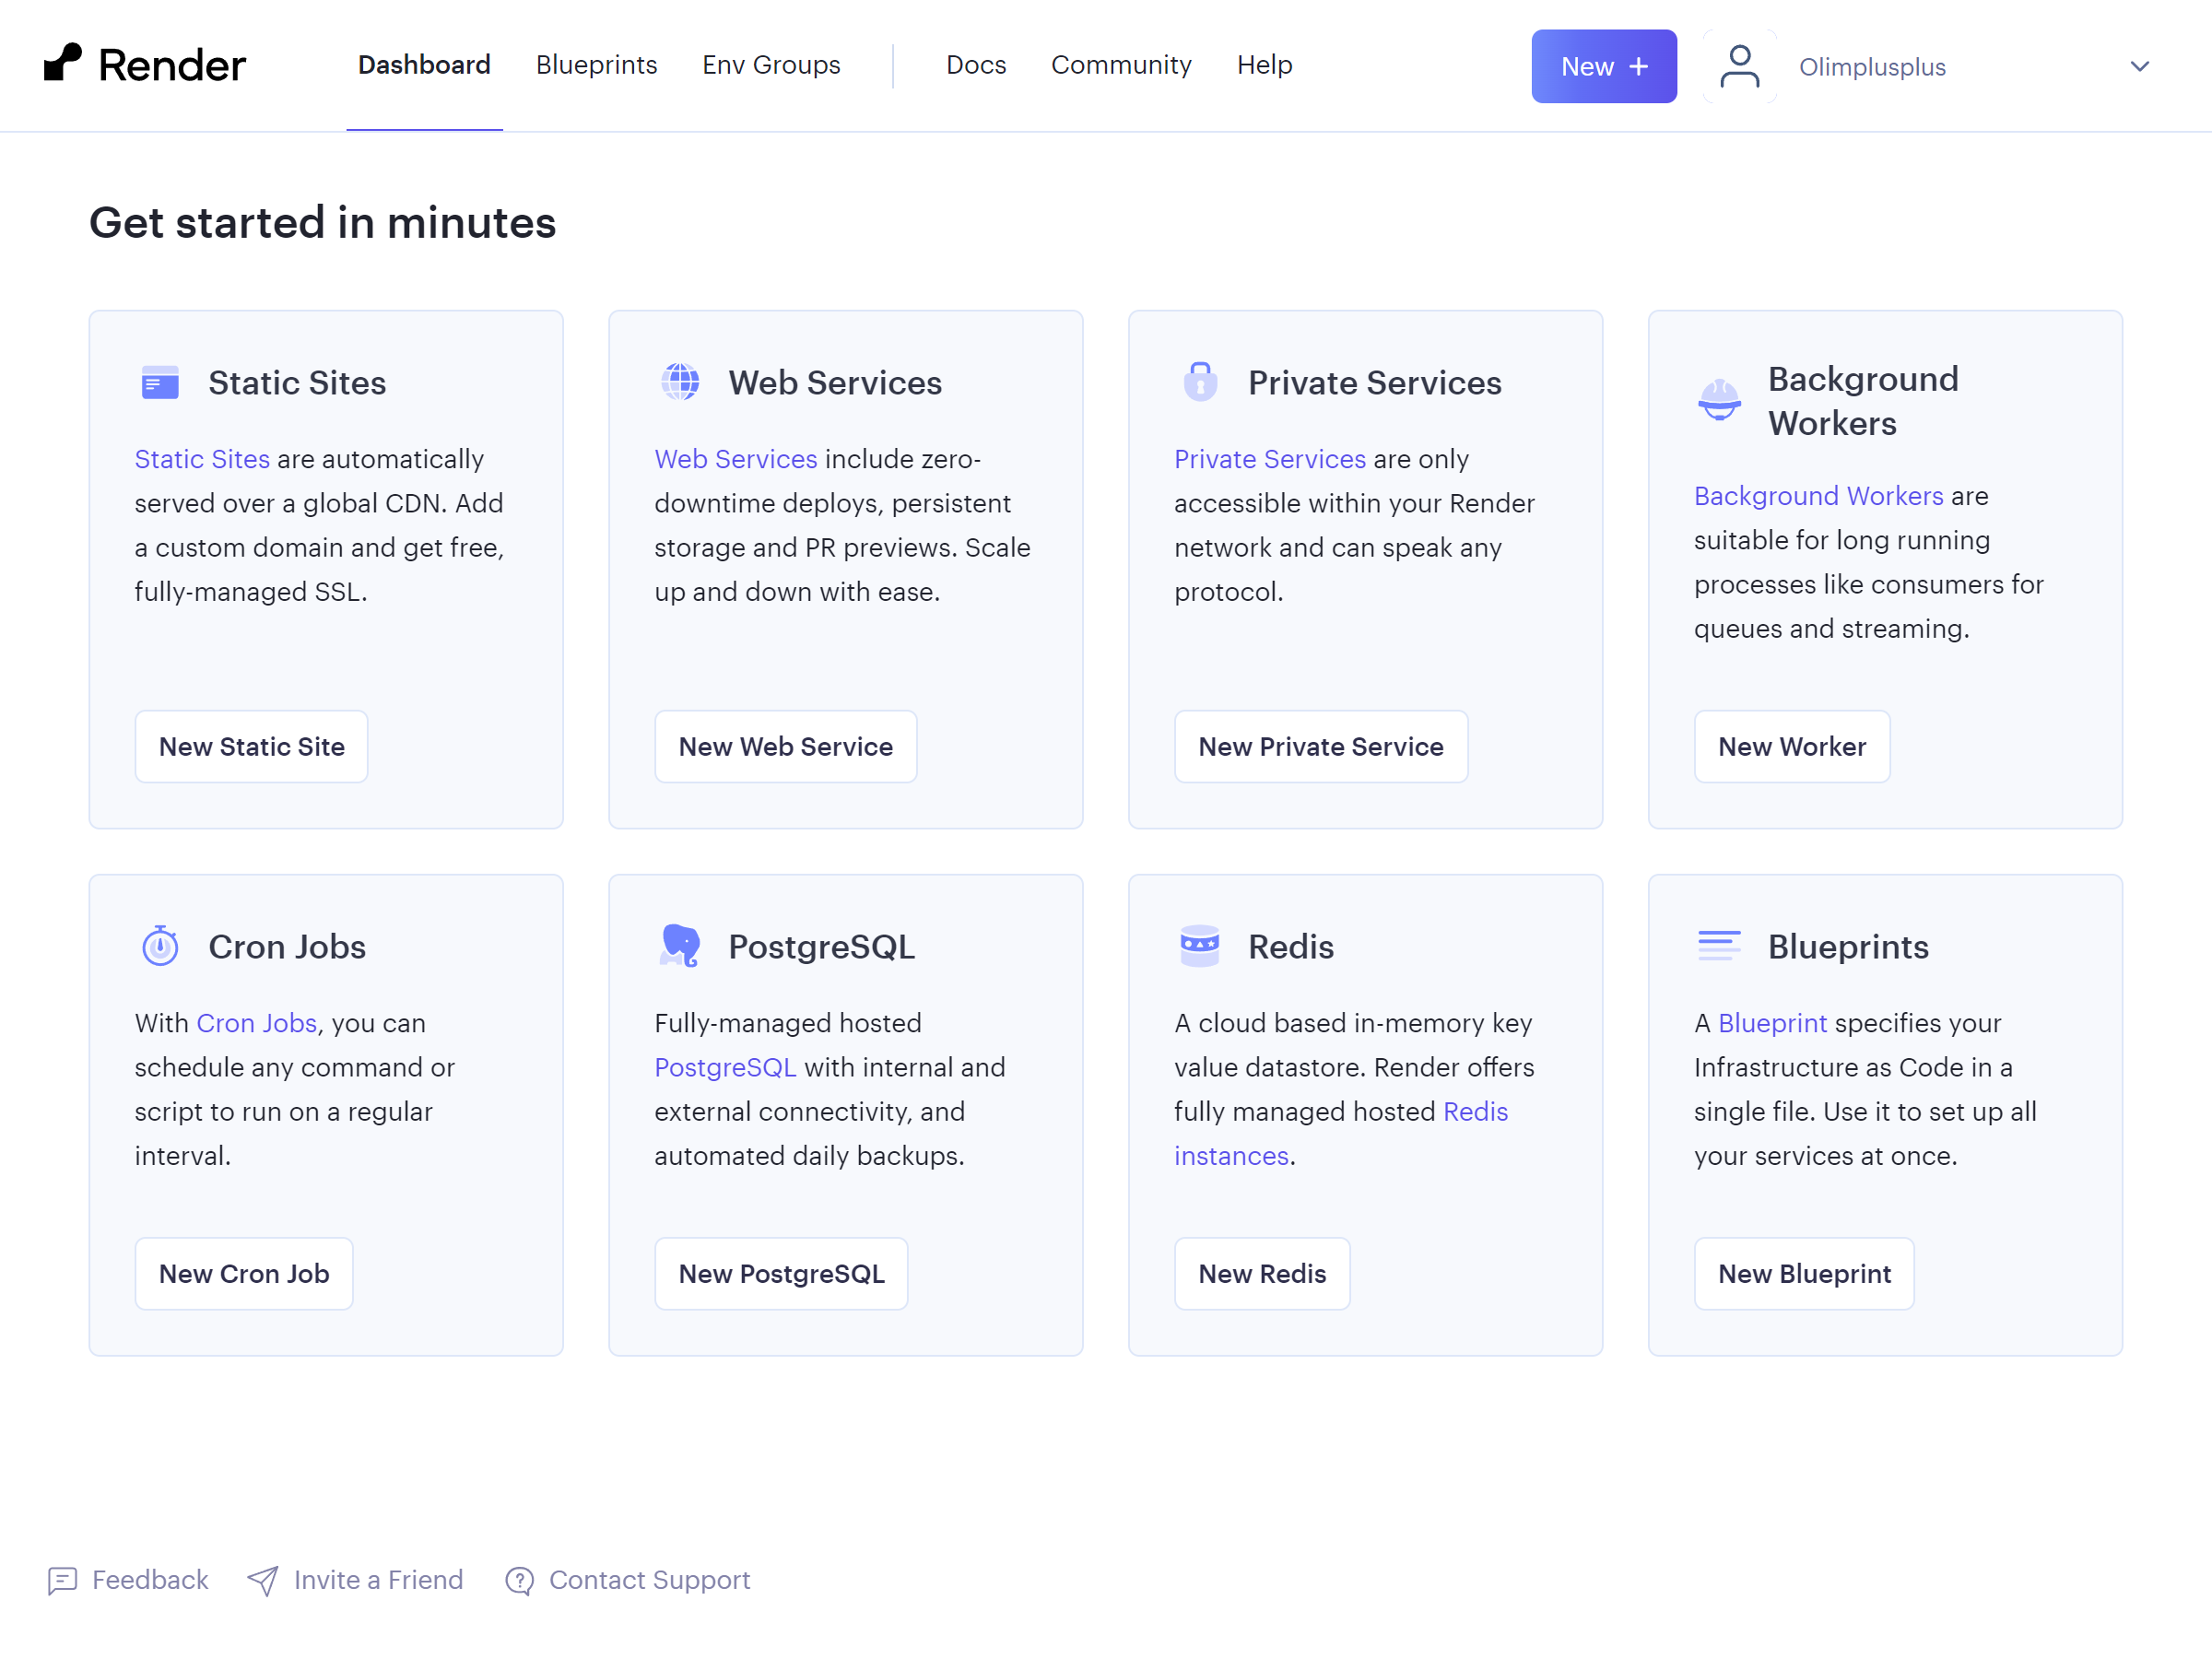 Render
Dashboard
Blueprints
Env Groups
Docs
Community
Help
New +
Olimplusplus
Get started in minutes
Static Sites
Static Sites are automatically
served over a global CDN. Add
a custom domain and get free,
fully-managed SSL.
New Static Site
Web Services
Web Services include zero-
downtime deploys, persistent
storage and PR previews. Scale
up and down with ease.
New Web Service
Private Services
Private Services are only
accessible within your Render
network and can speak any
protocol.
New Private Service
Background
Workers
Background Workers are
suitable for long running
processes like consumers for
queues and streaming.
New Worker
Cron Jobs
With Cron Jobs, you can
schedule any command or
script to run on a regular
interval.
New Cron Job
PostgreSQL
Fully-managed hosted
PostgreSQL with internal and
external connectivity, and
automated daily backups.
New PostgreSQL
Redis
A cloud based in-memory key
value datastore. Render offers
fully managed hosted Redis
instances.
New Redis
Blueprints
A Blueprint specifies your
Infrastructure as Code in a
single file. Use it to set up all
your services at once.
New Blueprint
Feedback
Invite a Friend
Contact Support